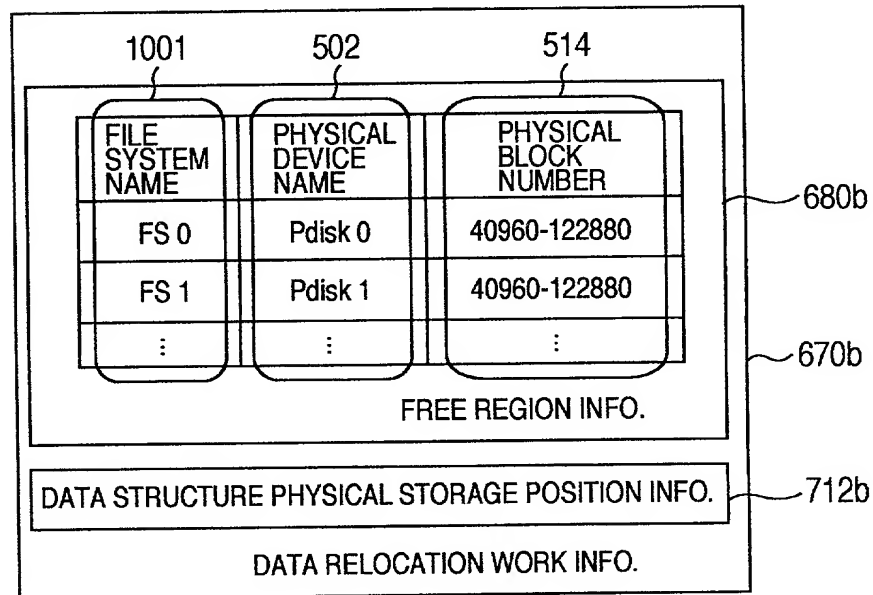 1001 502 514
FILE SYSTEM NAME PHYSICAL DEVICE NAME PHYSICAL BLOCK NUMBER
680b
FS 0 Pdisk 0 40960-122880
FS 1 Pdisk 1 40960-122880
⋮ ⋮ ⋮
670b
FREE REGION INFO.
DATA STRUCTURE PHYSICAL STORAGE POSITION INFO. 712b
DATA RELOCATION WORK INFO.